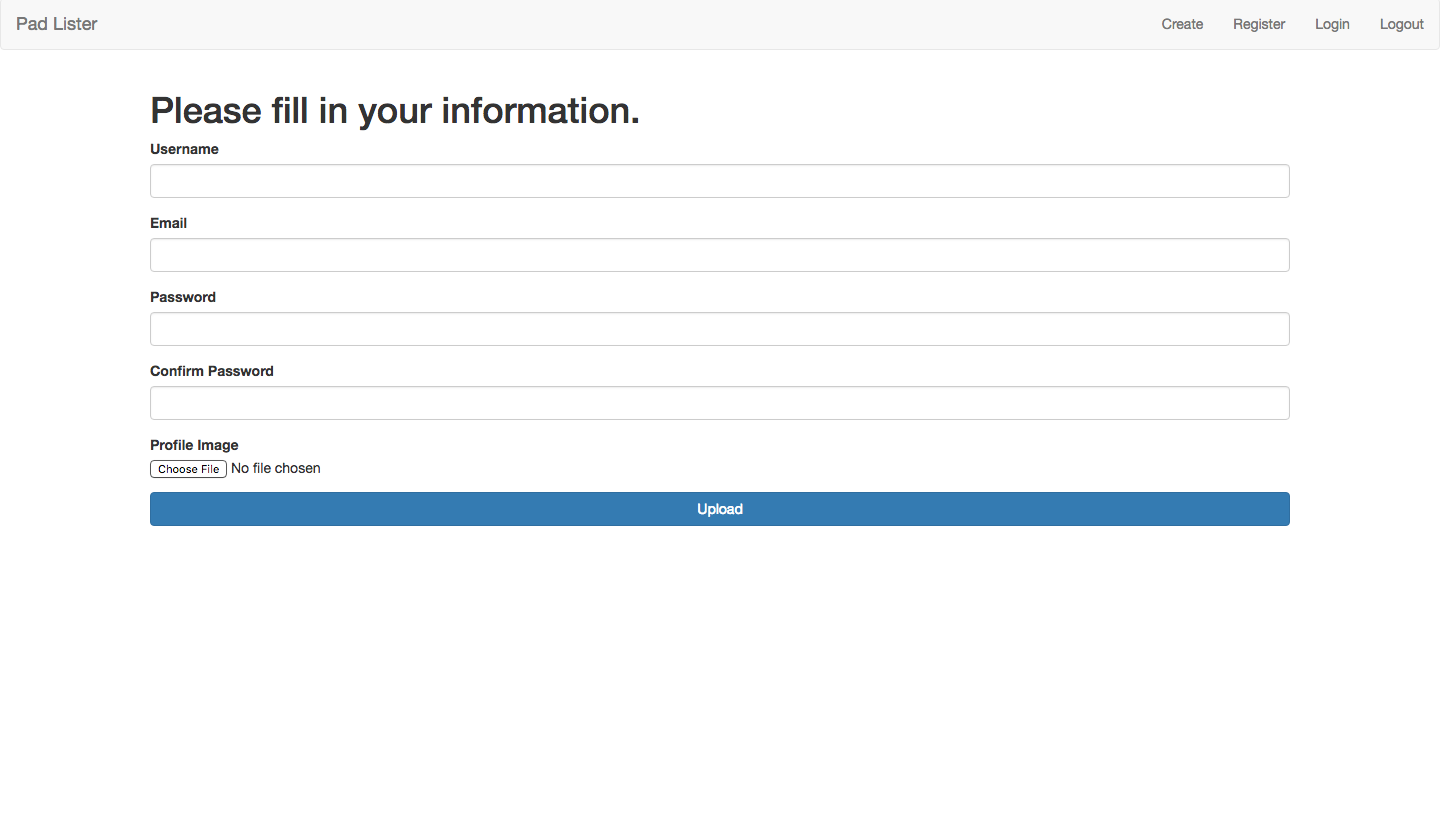 Pad Lister Create Register Login Logout
Please fill in your information.
Username
Email
Password
Confirm Password
Profile Image
Choose File No file chosen
Upload